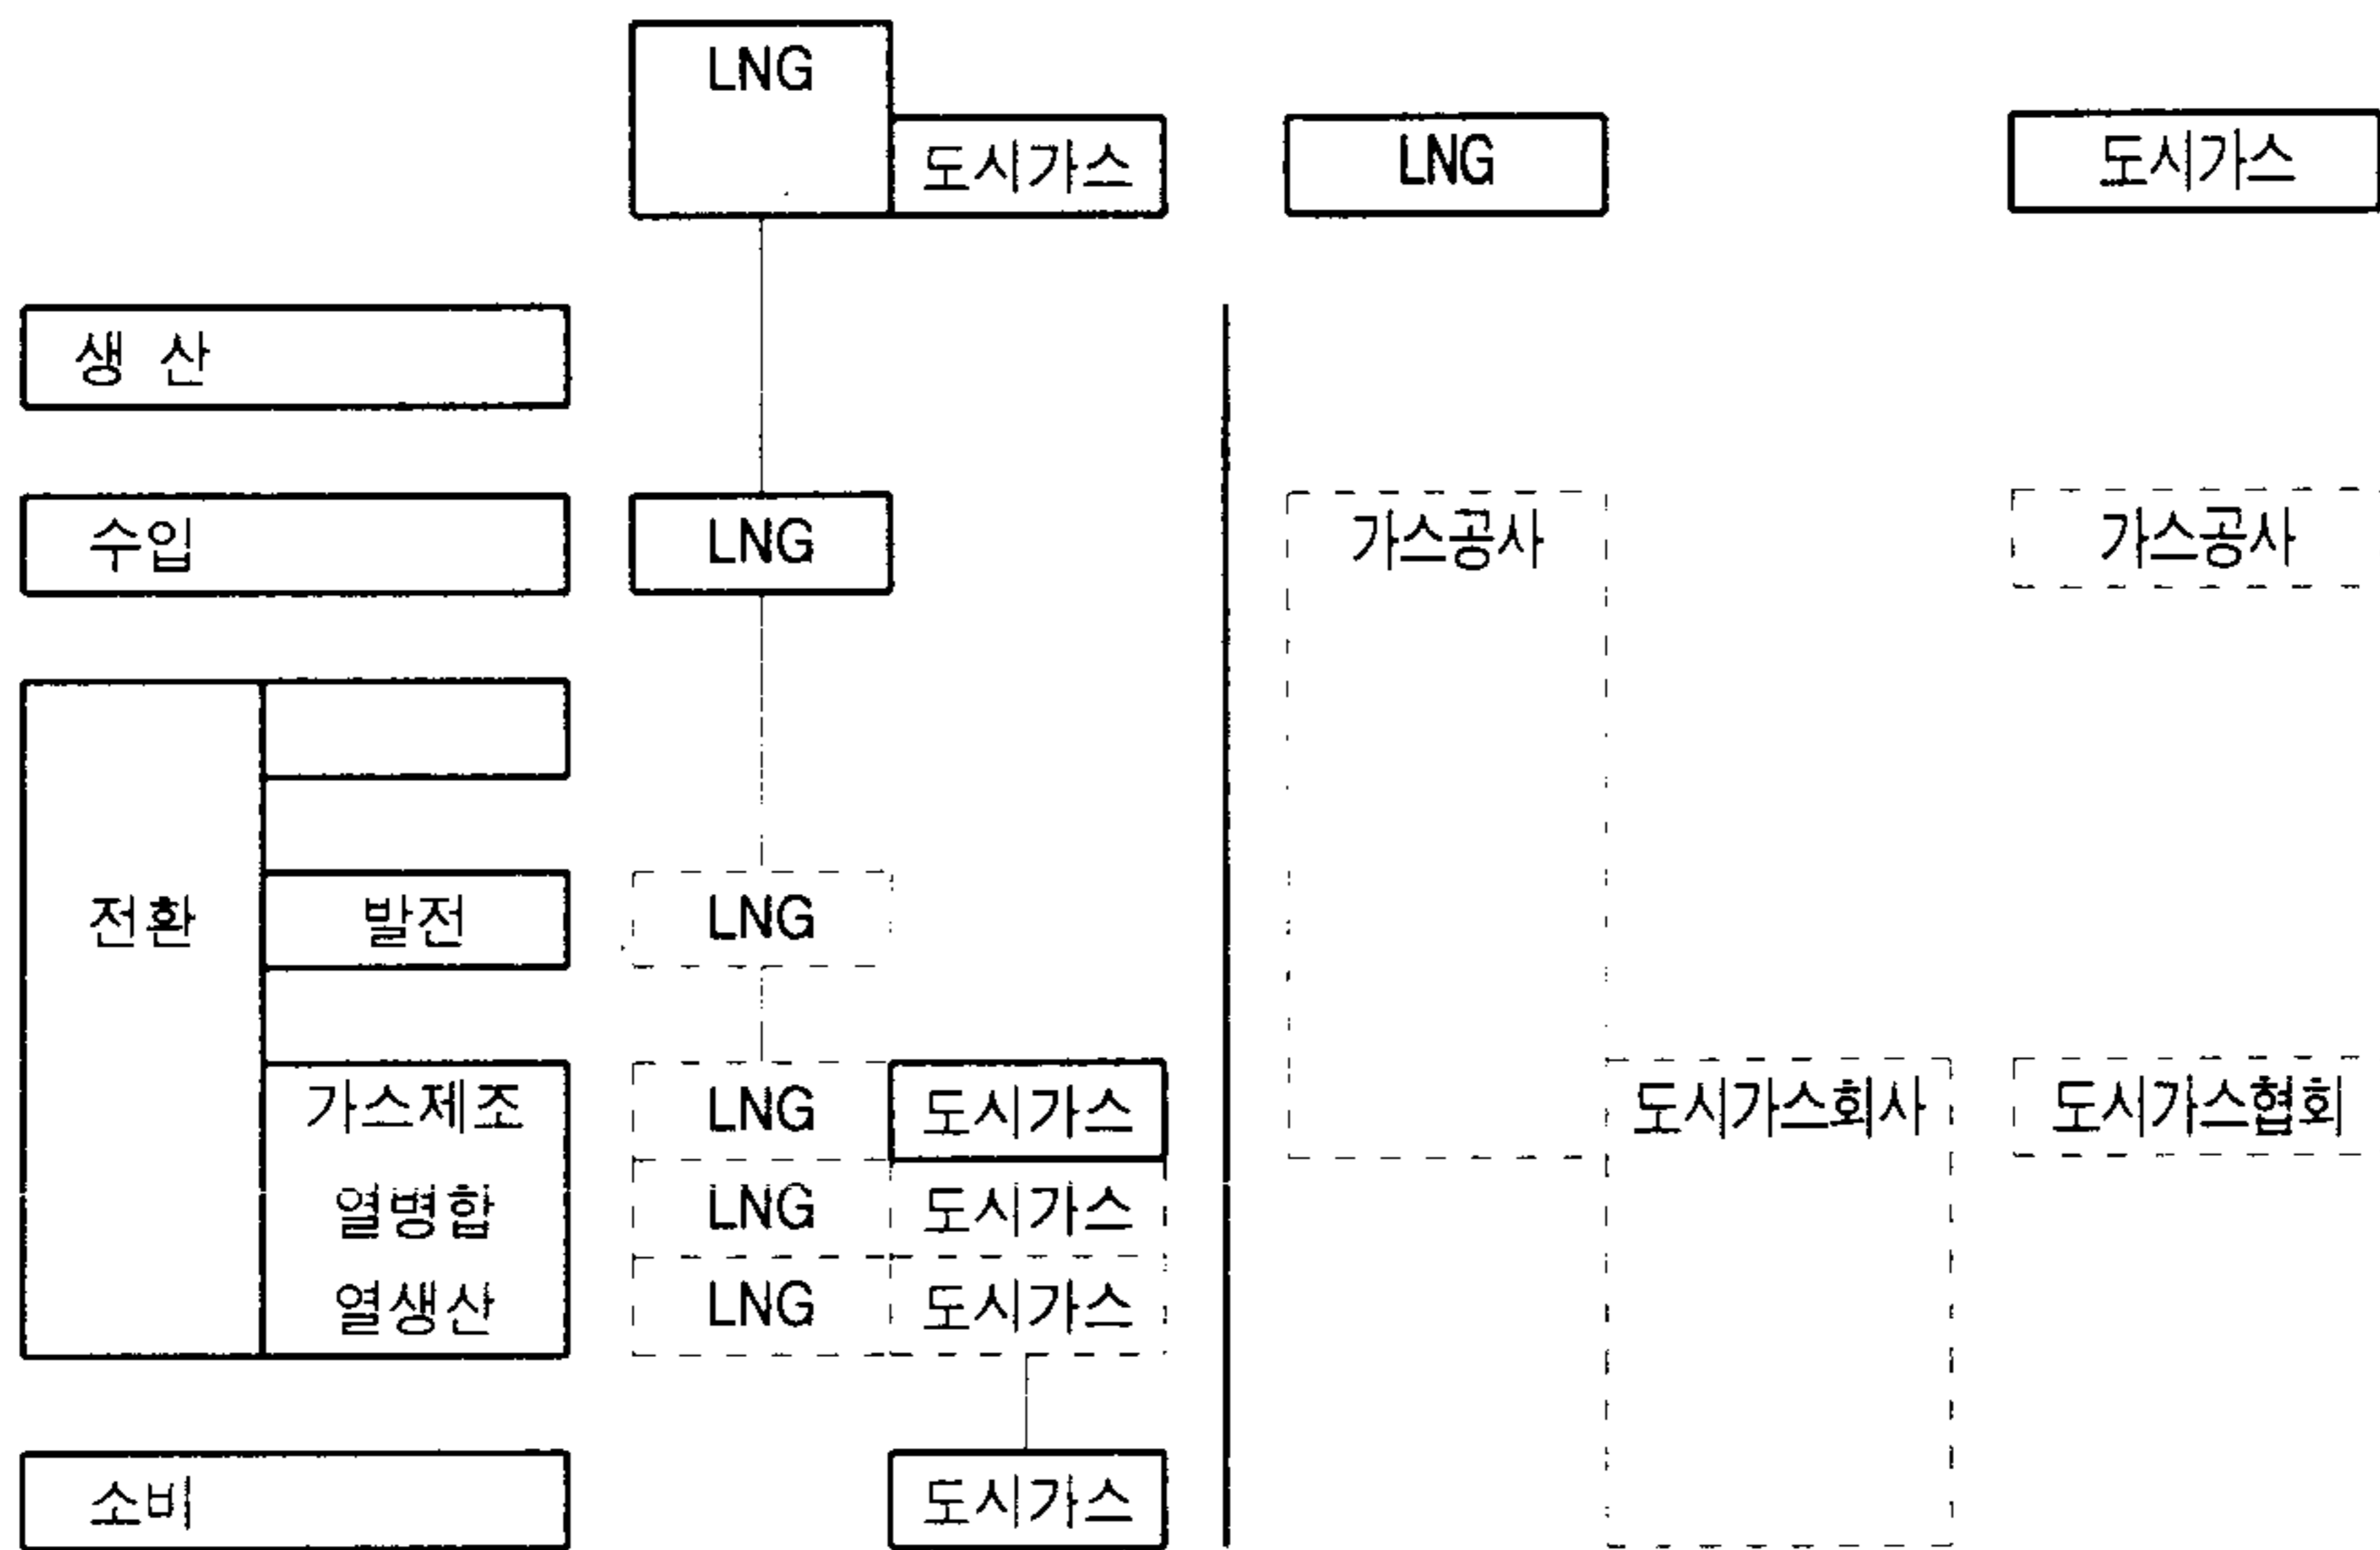 LNG
도시가스 LNG 도시가스
생 산
수입 LNG 가스공사 가스공사
전환 발전 LNG
가스제조 LNG 도시가스 도시가스회사 도시가스협회
열병합 LNG 도시가스
열생산 LNG 도시가스
소비 도시가스